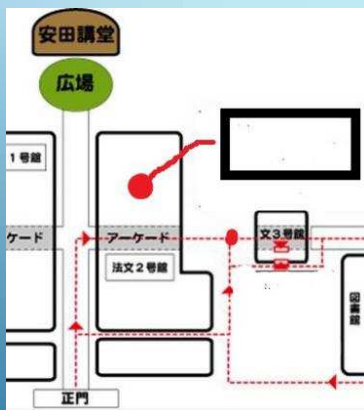 安田講堂
広場
1号館
ケード
アーケード
文3号館
法文2号館
図書館
正門